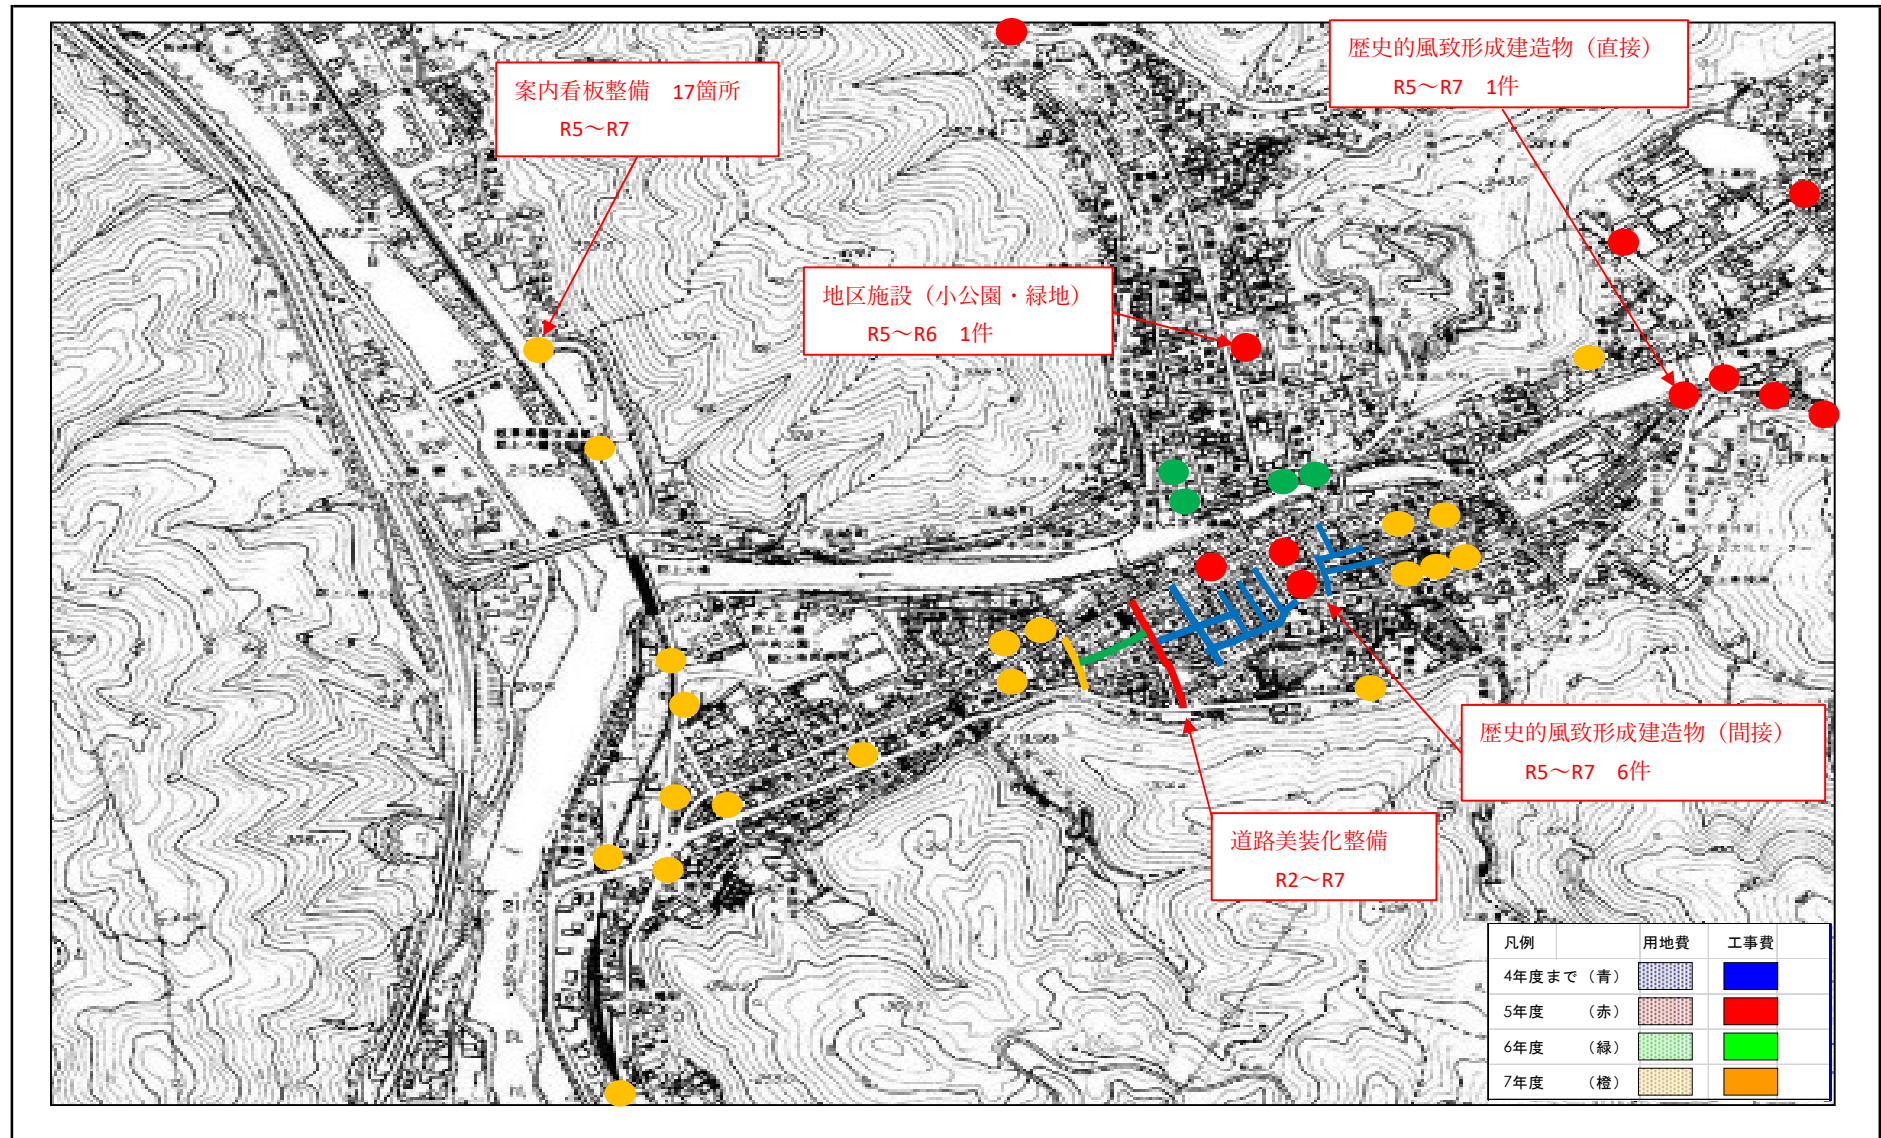 歴史的風致形成建造物（直接）
R5～R7　1件
案内看板整備　17箇所
R5～R7
地区施設（小公園・緑地）
R5～R6　1件
歴史的風致形成建造物（間接）
R5～R7　6件
道路美装化整備
R2～R7
凡例　用地費　工事費
4年度まで（青）
5年度　（赤）
6年度　（緑）
7年度　（橙）